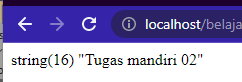 localhost/belaja
string(16) "Tugas mandiri 02"